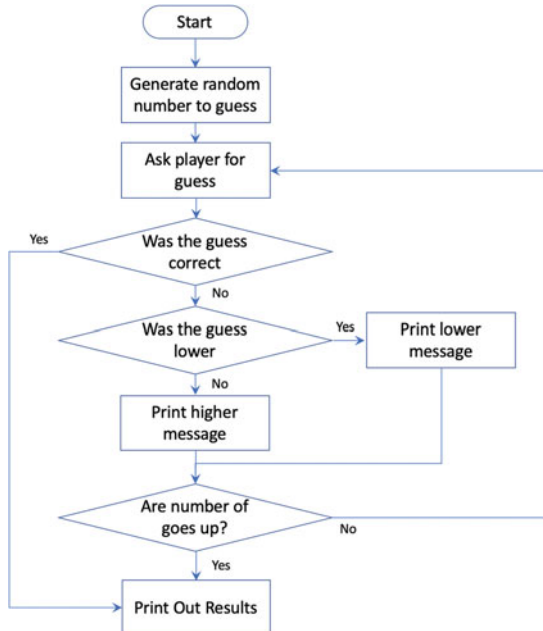 Start
Generate random
number to guess
Ask player for
guess
Yes
Was the guess
correct
No
Was the guess
lower
Yes
Print lower
message
No
Print higher
message
Are number of
goes up?
No
Yes
Print Out Results